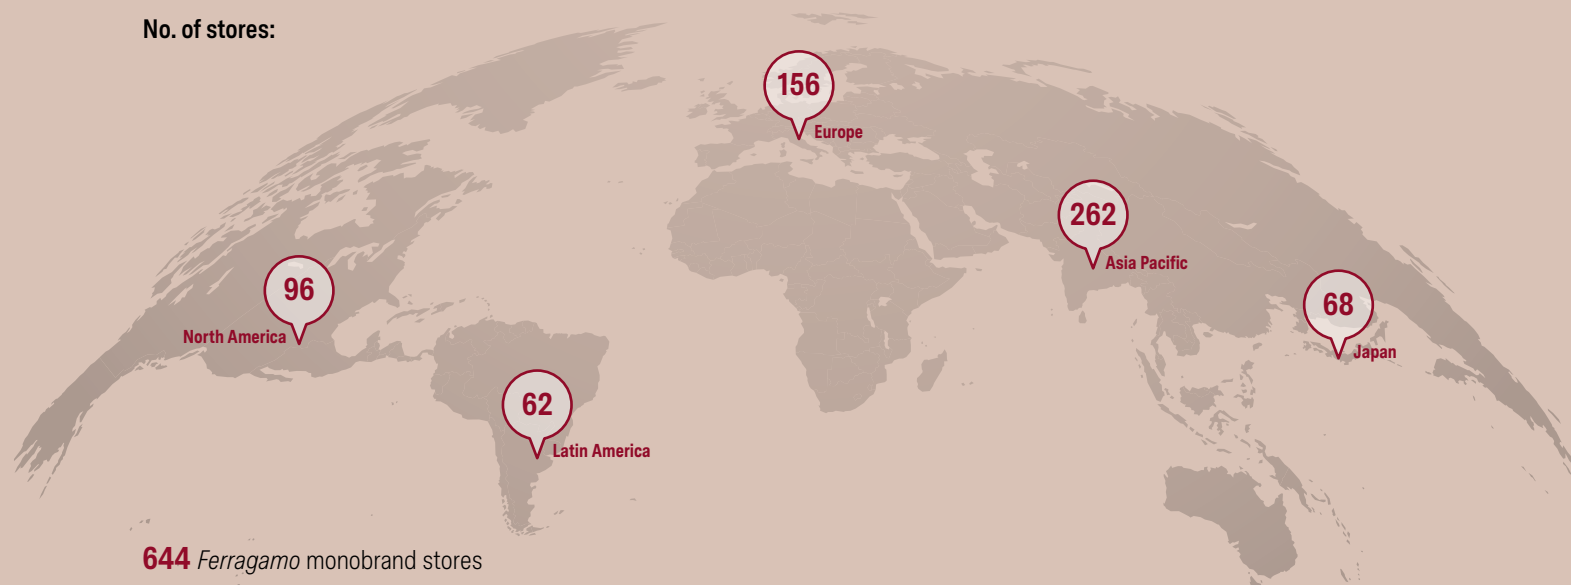 No. of stores:
156
Europe
262
Asia Pacific
96
North America
68
Japan
62
Latin America
644 Ferragamo monobrand stores